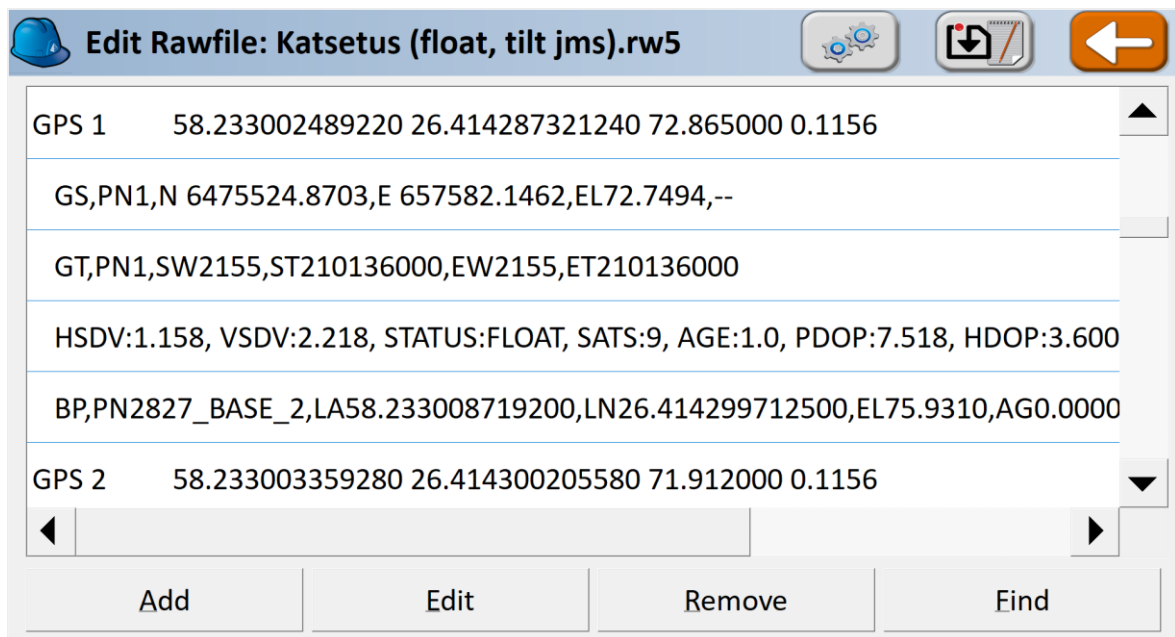 Edit Rawfile: Katsetus (float, tilt jms).rw5
GPS 1 58.233002489220 26.414287321240 72.865000 0.1156
GS,PN1,N 6475524.8703,E 657582.1462,EL72.7494,--
GT,PN1,SW2155,ST210136000,EW2155,ET210136000
HSDV:1.158, VSDV:2.218, STATUS:FLOAT, SATS:9, AGE:1.0, PDOP:7.518, HDOP:3.600
BP,PN2827_BASE_2,LA58.233008719200,LN26.414299712500,EL75.9310,AG0.0000
GPS 2 58.233003359280 26.414300205580 71.912000 0.1156
Add Edit Remove Find